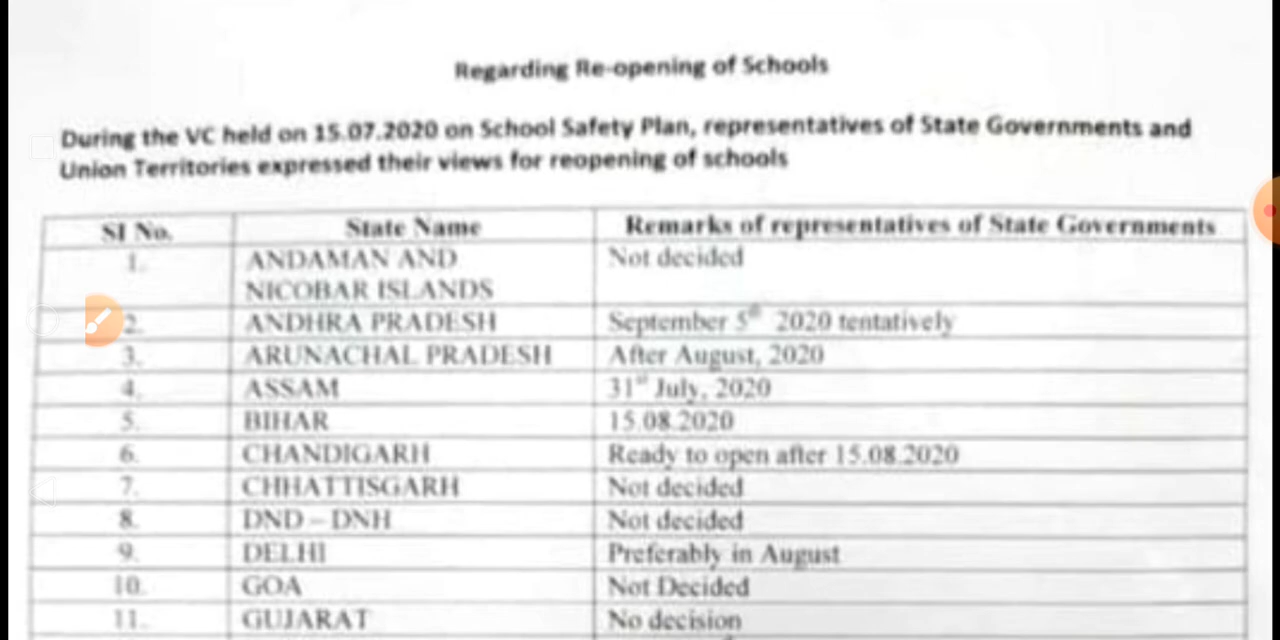 Regarding Re-opening of Schools
During the VC held on 15.07.2020 on School Safety Plan, representatives of State Governments and
Union Territories expressed their views for reopening of schools
Sl No. State Name Remarks of representatives of State Governments
1. ANDAMAN AND Not decided
NICOBAR ISLANDS
2. ANDHRA PRADESH September 5th 2020 tentatively
3. ARUNACHAL PRADESH After August, 2020
4. ASSAM 31st July, 2020
5. BIHAR 15.08.2020
6. CHANDIGARH Ready to open after 15.08.2020
7. CHHATTISGARH Not decided
8. DND – DNH Not decided
9. DELHI Preferably in August
10. GOA Not Decided
11. GUJARAT No decision